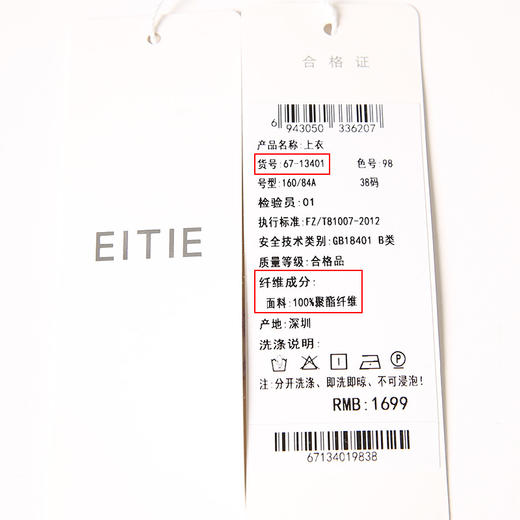 EITIE
合格证
6 943050 336207
产品名称:上衣
货号:67-13401 色号:98
号型:160/84A 38码
检验员:01
执行标准:FZ/T81007-2012
安全技术类别:GB18401 B类
质量等级:合格品
纤维成分:
面料:100%聚酯纤维
产地:深圳
洗涤说明:
注:分开洗涤、即洗即晾、不可浸泡!
RMB:1699
67134019838